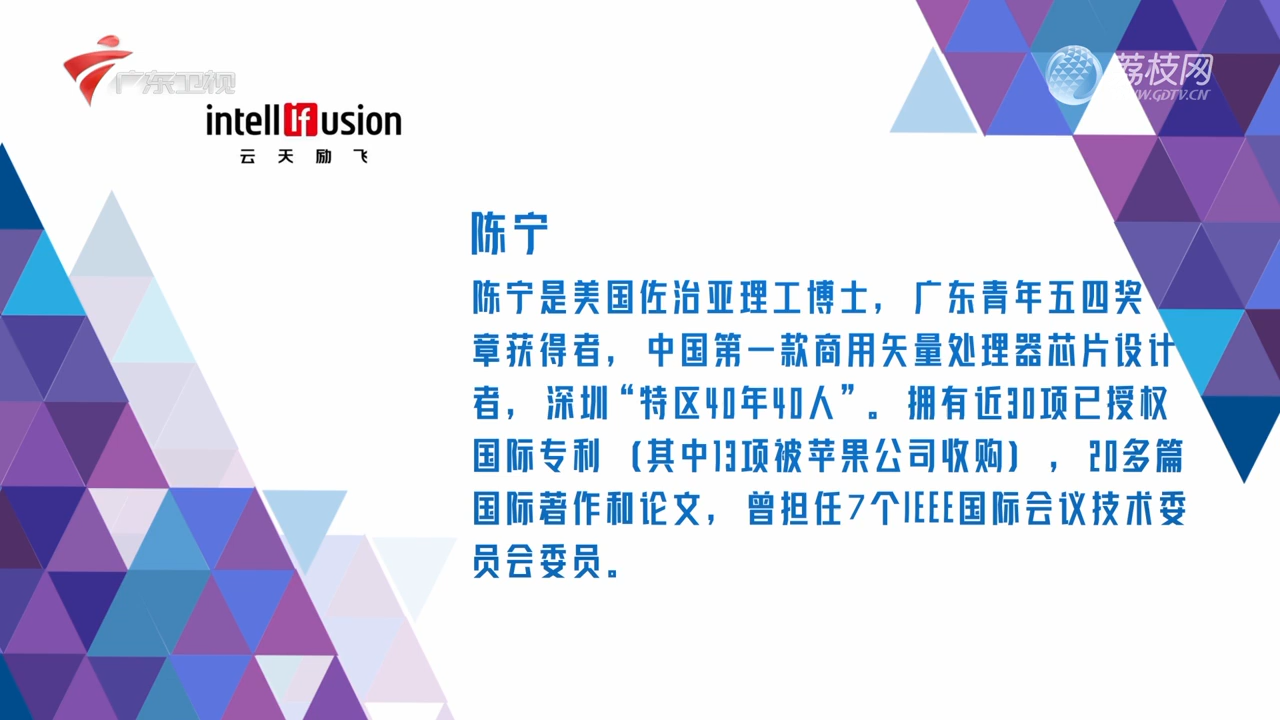 广东卫视
荔枝网
WWW.GDTV.CN
intellifusion
云天励飞
陈宁
陈宁是美国佐治亚理工博士，广东青年五四奖
章获得者，中国第一款商用矢量处理器芯片设计
者，深圳“特区40年40人”。拥有近30项已授权
国际专利（其中13项被苹果公司收购），20多篇
国际著作和论文，曾担任7个IEEE国际会议技术委
员会委员。